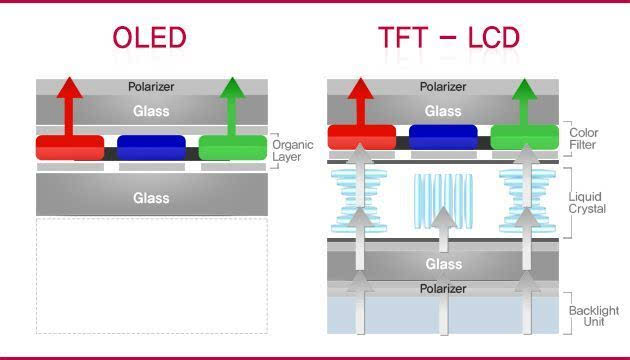 OLED
TFT – LCD
Polarizer
Glass
Organic
Layer
Glass
Polarizer
Glass
Color
Filter
Liquid
Crystal
Glass
Polarizer
Backlight
Unit